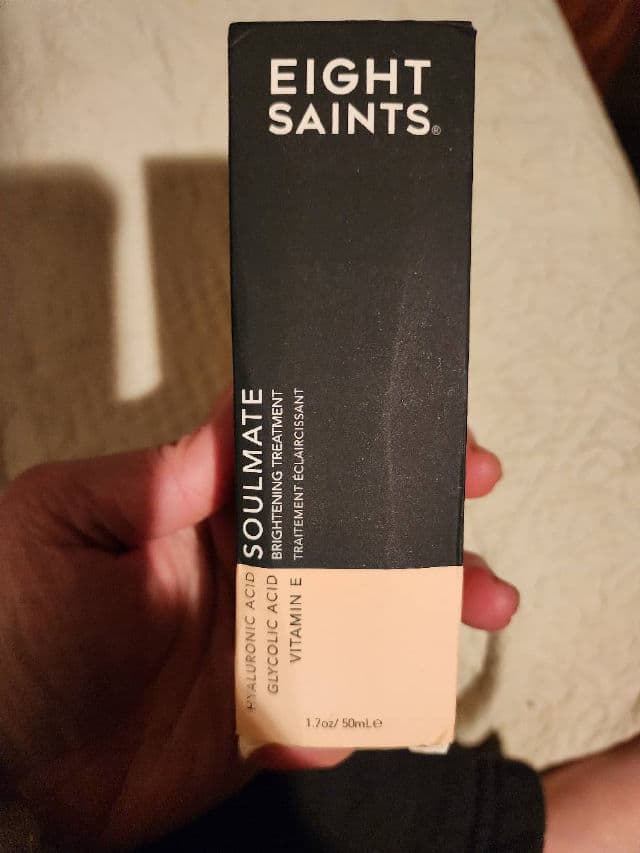 EIGHT
SAINTS®
SOULMATE
BRIGHTENING TREATMENT
TRAITEMENT ÉCLAIRCISSANT
HYALURONIC ACID
GLYCOLIC ACID
VITAMIN E
1.7oz/ 50mL℮